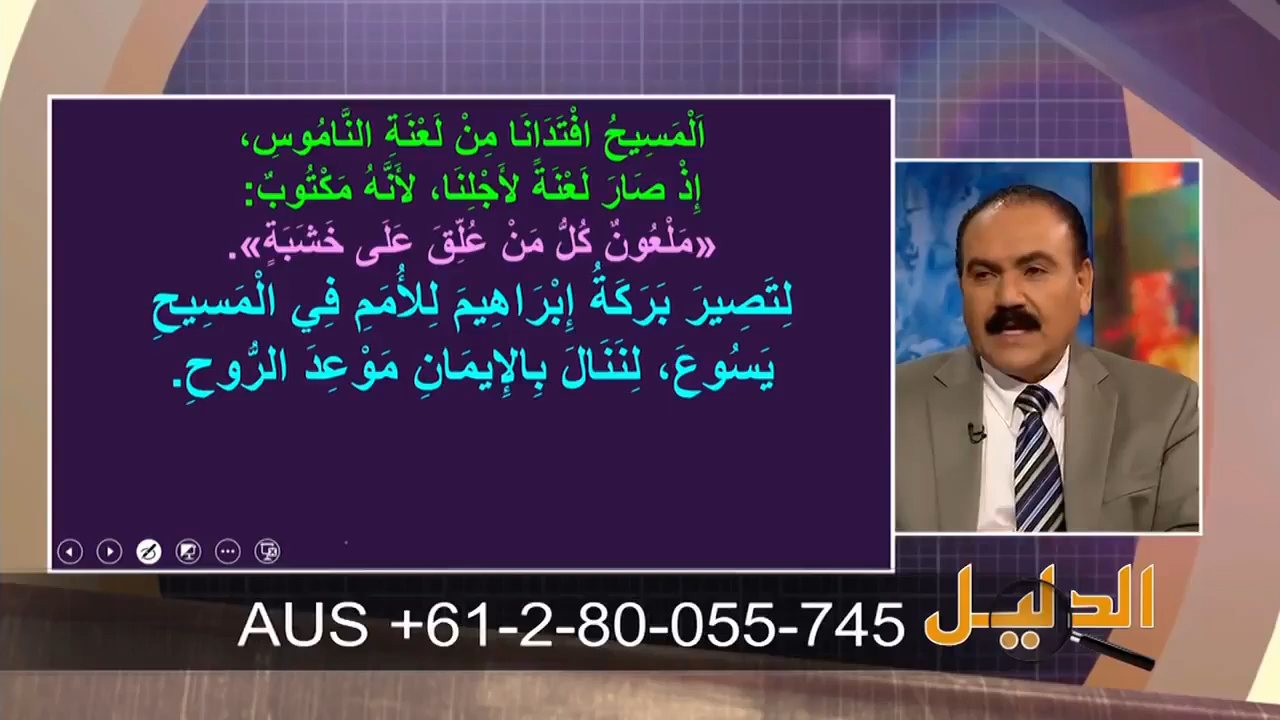 اَلْمَسِيحُ افْتَدَانَا مِنْ لَعْنَةِ النَّامُوسِ،
إِذْ صَارَ لَعْنَةً لأَجْلِنَا، لأَنَّهُ مَكْتُوبٌ:
«مَلْعُونٌ كُلُّ مَنْ عُلِّقَ عَلَى خَشَبَةٍ».
لِتَصِيرَ بَرَكَةُ إِبْرَاهِيمَ لِلأُمَمِ فِي الْمَسِيحِ
يَسُوعَ، لِنَنَالَ بِالإِيمَانِ مَوْعِدَ الرُّوحِ.
الدليل
AUS +61-2-80-055-745